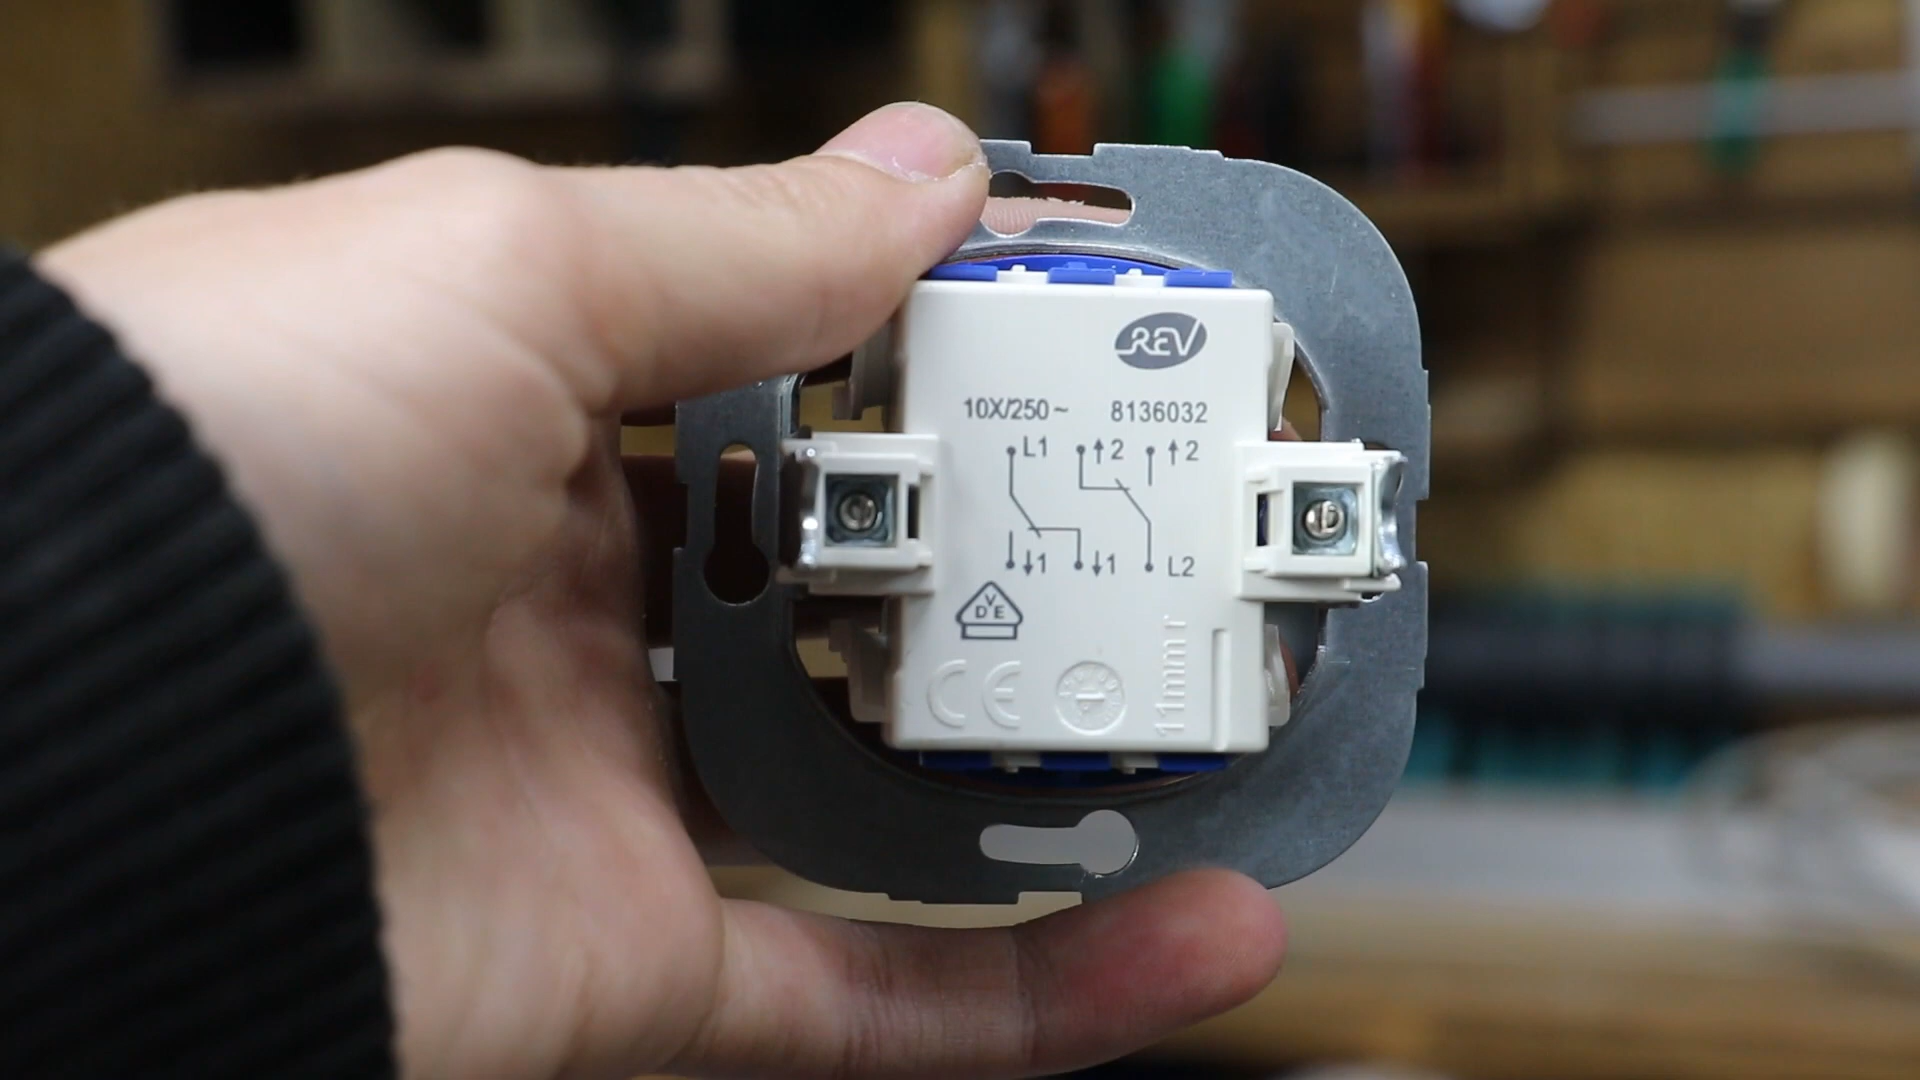 REV
10X/250~ 8136032
L1 ↑2 ↑2
↓1 ↓1 L2
VDE
CE
11mm